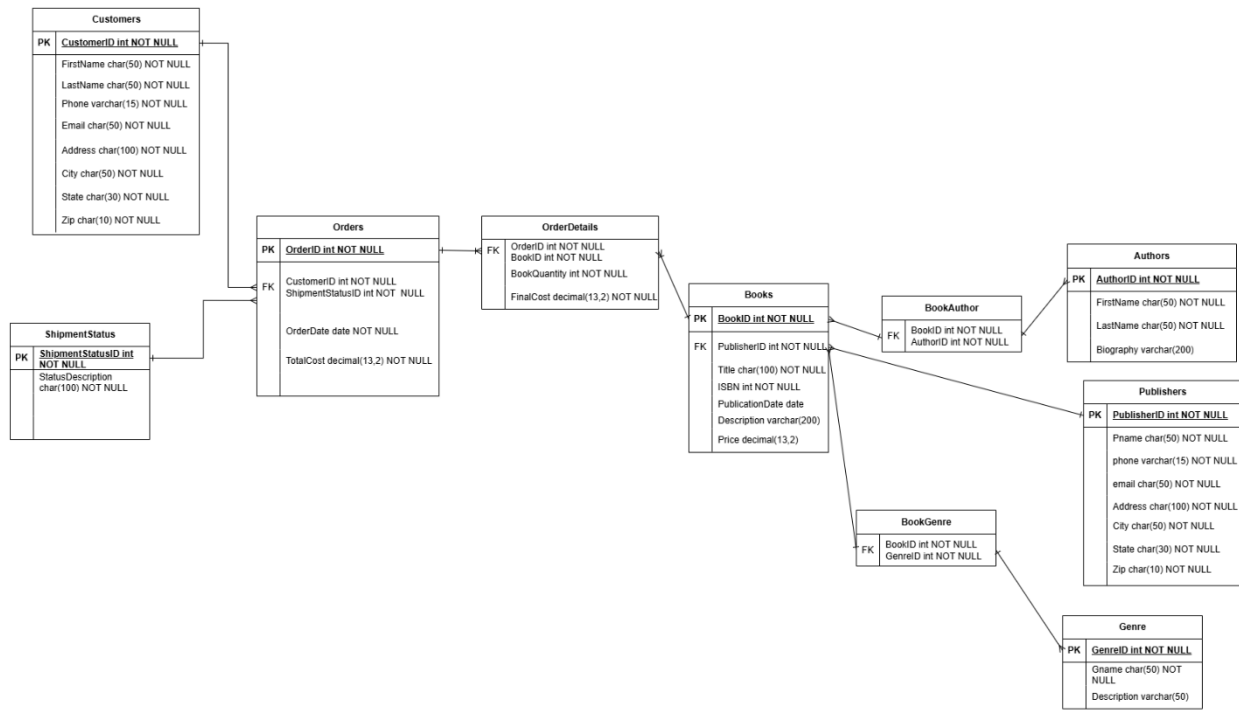 Customers
PK CustomerID int NOT NULL
FirstName char(50) NOT NULL
LastName char(50) NOT NULL
Phone varchar(15) NOT NULL
Email char(50) NOT NULL
Address char(100) NOT NULL
City char(50) NOT NULL
State char(30) NOT NULL
Zip char(10) NOT NULL
ShipmentStatus
PK ShipmentStatusID int
NOT NULL
StatusDescription
char(100) NOT NULL
Orders
PK OrderID int NOT NULL
FK CustomerID int NOT NULL
ShipmentStatusID int NOT NULL
OrderDate date NOT NULL
TotalCost decimal(13,2) NOT NULL
OrderDetails
FK OrderID int NOT NULL
BookID int NOT NULL
BookQuantity int NOT NULL
FinalCost decimal(13,2) NOT NULL
Books
PK BookID int NOT NULL
FK PublisherID int NOT NULL
Title char(100) NOT NULL
ISBN int NOT NULL
PublicationDate date
Description varchar(200)
Price decimal(13,2)
BookAuthor
FK BookID int NOT NULL
AuthorID int NOT NULL
Authors
PK AuthorID int NOT NULL
FirstName char(50) NOT NULL
LastName char(50) NOT NULL
Biography varchar(200)
Publishers
PK PublisherID int NOT NULL
Pname char(50) NOT NULL
phone varchar(15) NOT NULL
email char(50) NOT NULL
Address char(100) NOT NULL
City char(50) NOT NULL
State char(30) NOT NULL
Zip char(10) NOT NULL
BookGenre
FK BookID int NOT NULL
GenreID int NOT NULL
Genre
PK GenreID int NOT NULL
Gname char(50) NOT
NULL
Description varchar(50)